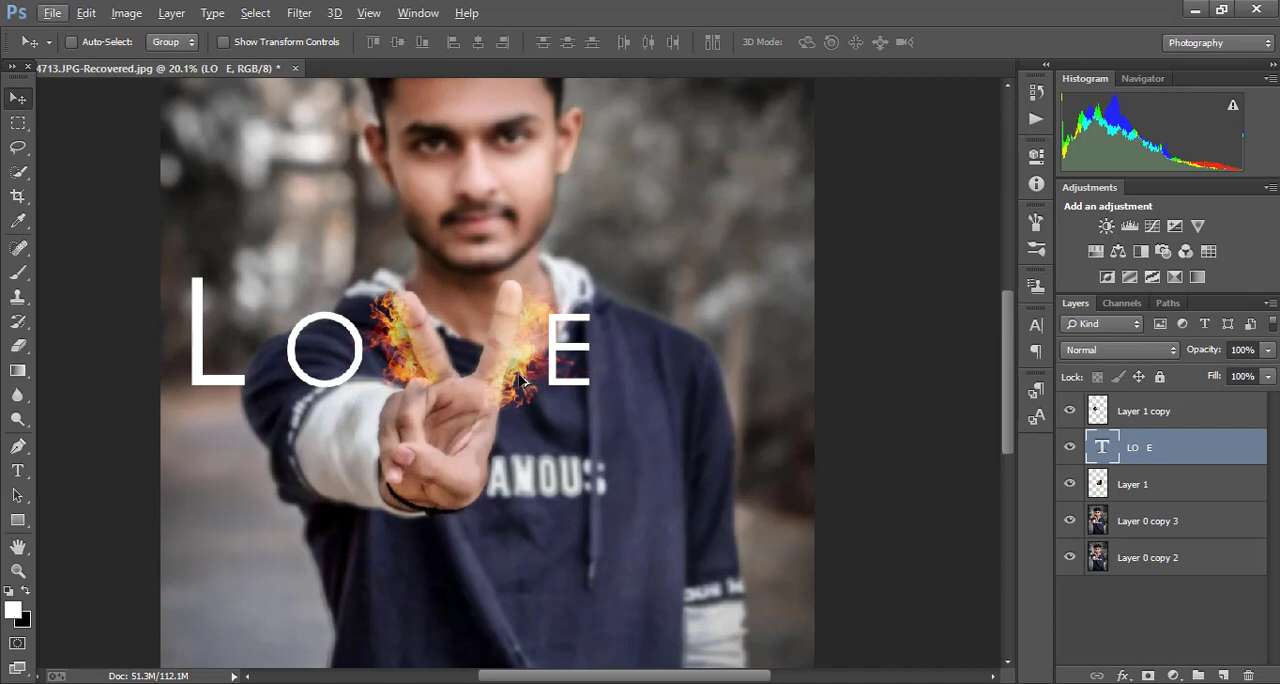 Ps File Edit Image Layer Type Select Filter 3D View Window Help
Auto-Select: Group Show Transform Controls 3D Mode: Photography
4713.JPG-Recovered.jpg @ 20.1% (LO E, RGB/8) * ×
Histogram Navigator
Adjustments
Add an adjustment
Layers Channels Paths
Kind
Normal Opacity: 100%
Lock: Fill: 100%
Layer 1 copy
LO E
Layer 1
Layer 0 copy 3
Layer 0 copy 2
LO E
AMOUS
Doc: 51.3M/112.1M